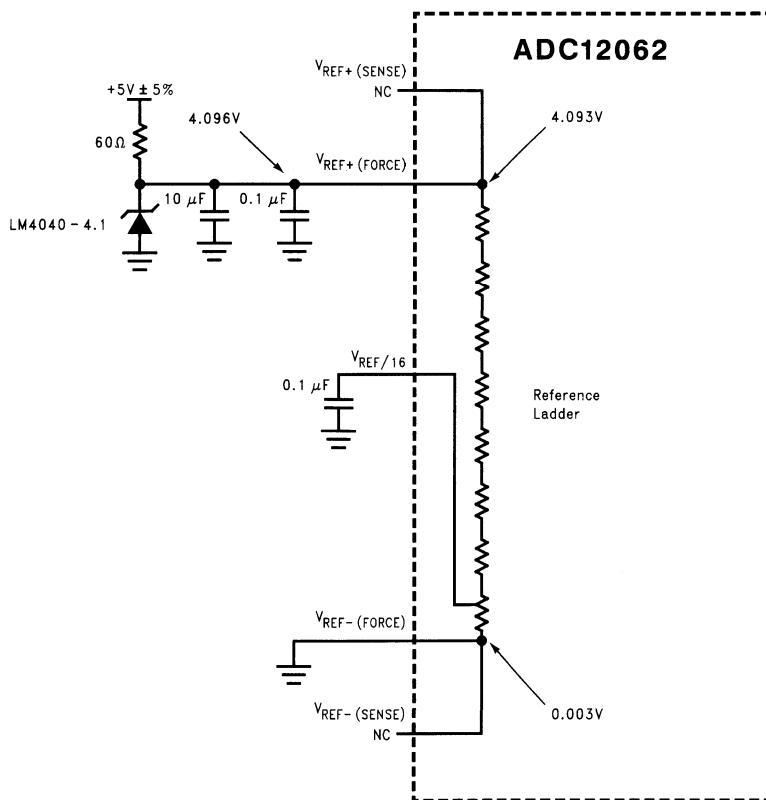 ADC12062
VREF+ (SENSE)
NC
+5V ± 5%
4.096V
4.093V
60Ω
VREF+ (FORCE)
10 μF
0.1 μF
LM4040 - 4.1
VREF/16
0.1 μF
Reference
Ladder
VREF- (FORCE)
VREF- (SENSE)
NC
0.003V